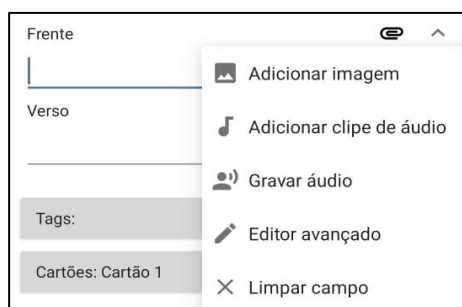 Frente
Adicionar imagem
Verso
Adicionar clipe de áudio
Gravar áudio
Tags:
Editor avançado
Cartões: Cartão 1
Limpar campo